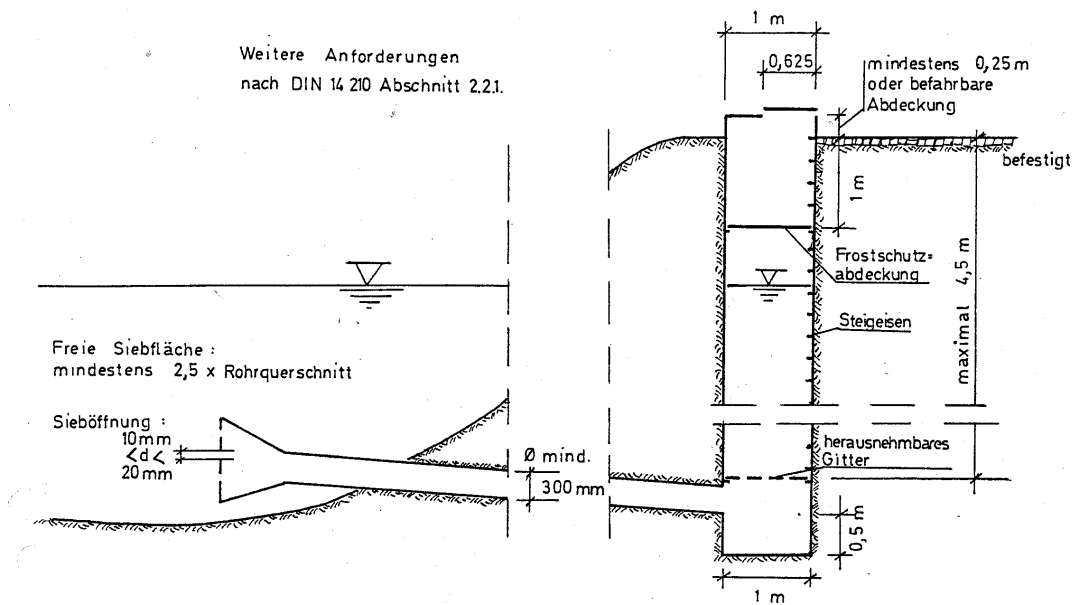 Weitere Anforderungen
nach DIN 14 210 Abschnitt 2.2.1.
1 m
0,625
mindestens 0,25 m
oder befahrbare
Abdeckung
befestigt
1 m
Frostschutz=
abdeckung
maximal 4,5 m
Steigeisen
Freie Siebfläche :
mindestens 2,5 x Rohrquerschnitt
Sieböffnung :
10mm
< d <
20mm
Ø mind.
300 mm
herausnehmbares
Gitter
0,5 m
1 m